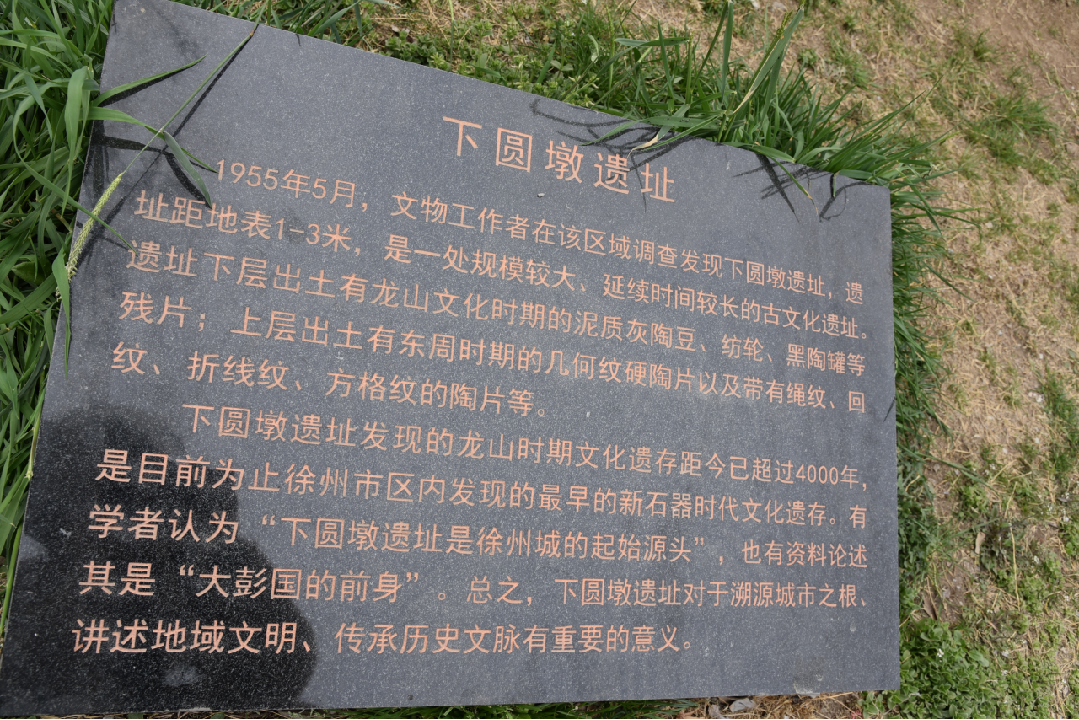 下圆墩遗址
1955年5月，文物工作者在该区域调查发现下圆墩遗址，遗
址距地表1-3米，是一处规模较大、延续时间较长的古文化遗址。
遗址下层出土有龙山文化时期的泥质灰陶豆、纺轮、黑陶罐等
残片；上层出土有东周时期的几何纹硬陶片以及带有绳纹、回
纹、折线纹、方格纹的陶片等。
下圆墩遗址发现的龙山时期文化遗存距今已超过4000年，
是目前为止徐州市区内发现的最早的新石器时代文化遗存。有
学者认为“下圆墩遗址是徐州城的起始源头”，也有资料论述
其是“大彭国的前身”。总之，下圆墩遗址对于溯源城市之根、
讲述地域文明、传承历史文脉有重要的意义。